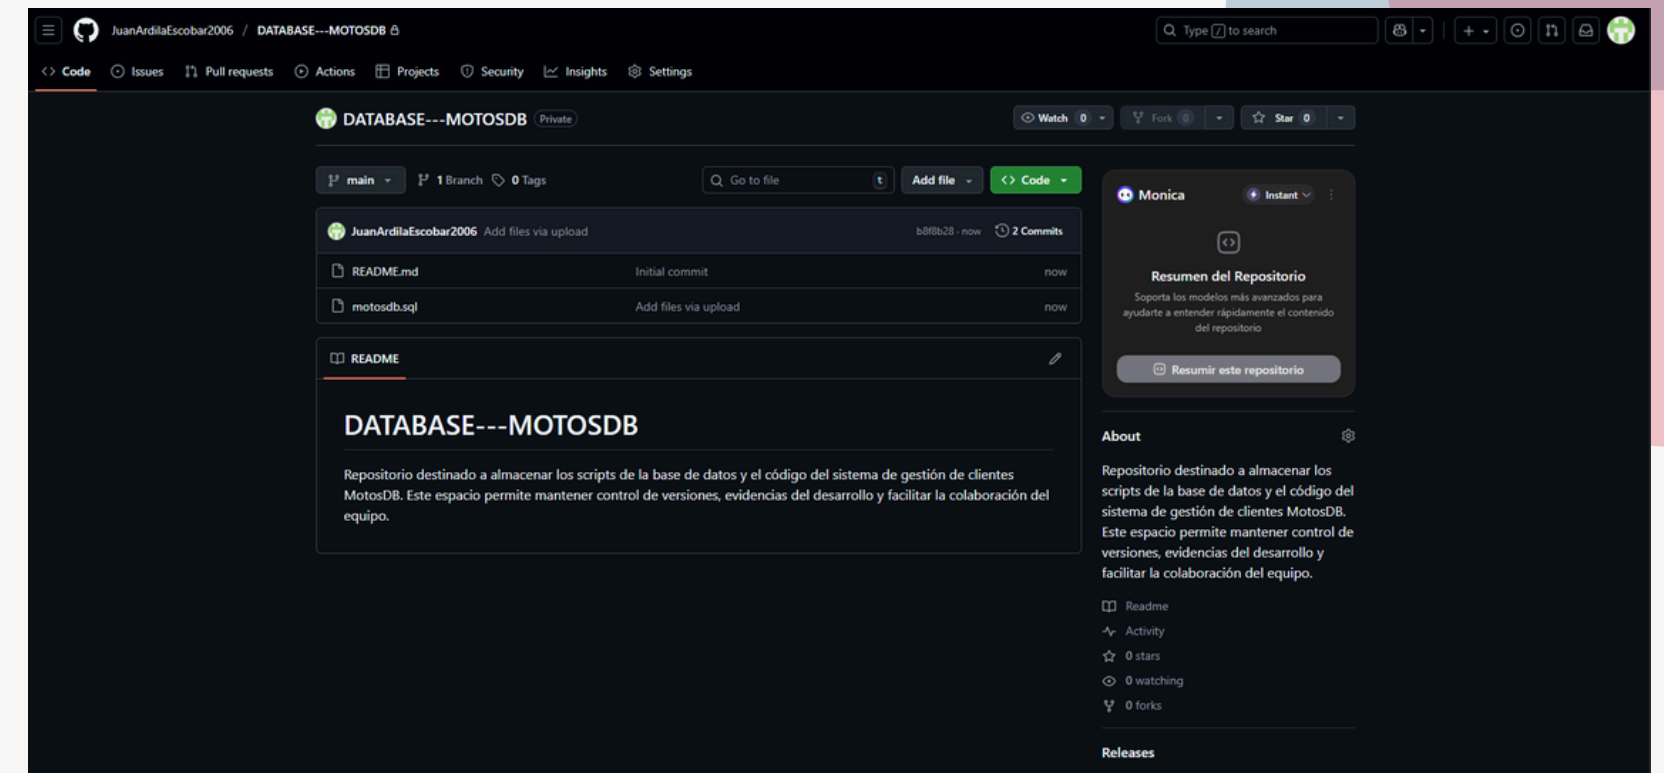 JuanArdilaEscobar2006 / DATABASE---MOTOSDB
Type / to search
Code Issues Pull requests Actions Projects Security Insights Settings
DATABASE---MOTOSDB Private
Watch 0 Fork 0 Star 0
main 1 Branch 0 Tags
Go to file t Add file Code
JuanArdilaEscobar2006 Add files via upload b8f8b28 · now 2 Commits
README.md Initial commit now
motosdb.sql Add files via upload now
README
DATABASE---MOTOSDB
Repositorio destinado a almacenar los scripts de la base de datos y el código del sistema de gestión de clientes
MotosDB. Este espacio permite mantener control de versiones, evidencias del desarrollo y facilitar la colaboración del
equipo.
Monica Instant
Resumen del Repositorio
Soporta los modelos más avanzados para
ayudarte a entender rápidamente el contenido
del repositorio
Resumir este repositorio
About
Repositorio destinado a almacenar los
scripts de la base de datos y el código del
sistema de gestión de clientes MotosDB.
Este espacio permite mantener control de
versiones, evidencias del desarrollo y
facilitar la colaboración del equipo.
Readme
Activity
0 stars
0 watching
0 forks
Releases